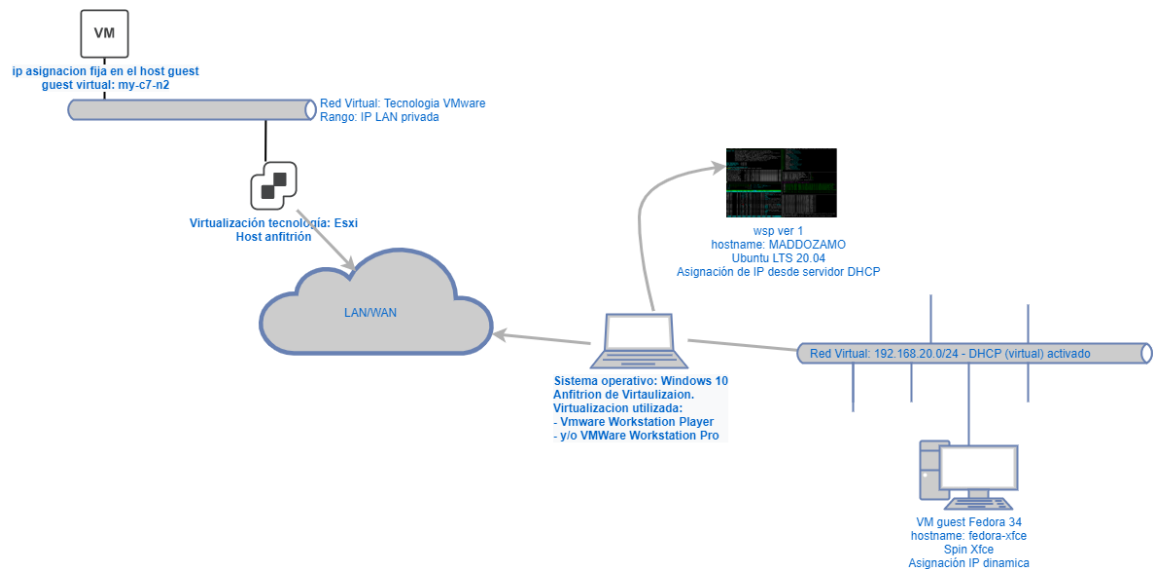 VM
ip asignacion fija en el host guest
guest virtual: my-c7-n2
Red Virtual: Tecnologia VMware
Rango: IP LAN privada
Virtualización tecnología: Esxi
Host anfitrión
LAN/WAN
wsp ver 1
hostname: MADDOZAMO
Ubuntu LTS 20.04
Asignación de IP desde servidor DHCP
Sistema operativo: Windows 10
Anfitrion de Virtaulizaion.
Virtualizacion utilizada:
- Vmware Workstation Player
- y/o VMWare Workstation Pro
Red Virtual: 192.168.20.0/24 - DHCP (virtual) activado
VM guest Fedora 34
hostname: fedora-xfce
Spin Xfce
Asignación IP dinamica